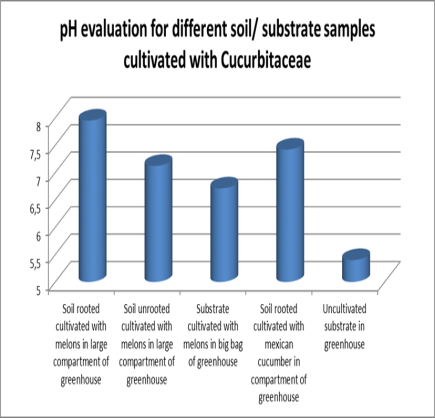 pH evaluation for different soil/ substrate samples
cultivated with Cucurbitaceae
8
7,5
7
6,5
6
5,5
5
Soil rooted
cultivated with
melons in large
compartment of
greenhouse
Soil unrooted
cultivated with
melons in large
compartment of
greenhouse
Substrate
cultivated with
melons in big bag
of greenhouse
Soil rooted
cultivated with
mexican
cucumber in
compartment of
greenhouse
Uncultivated
substrate in
greenhouse